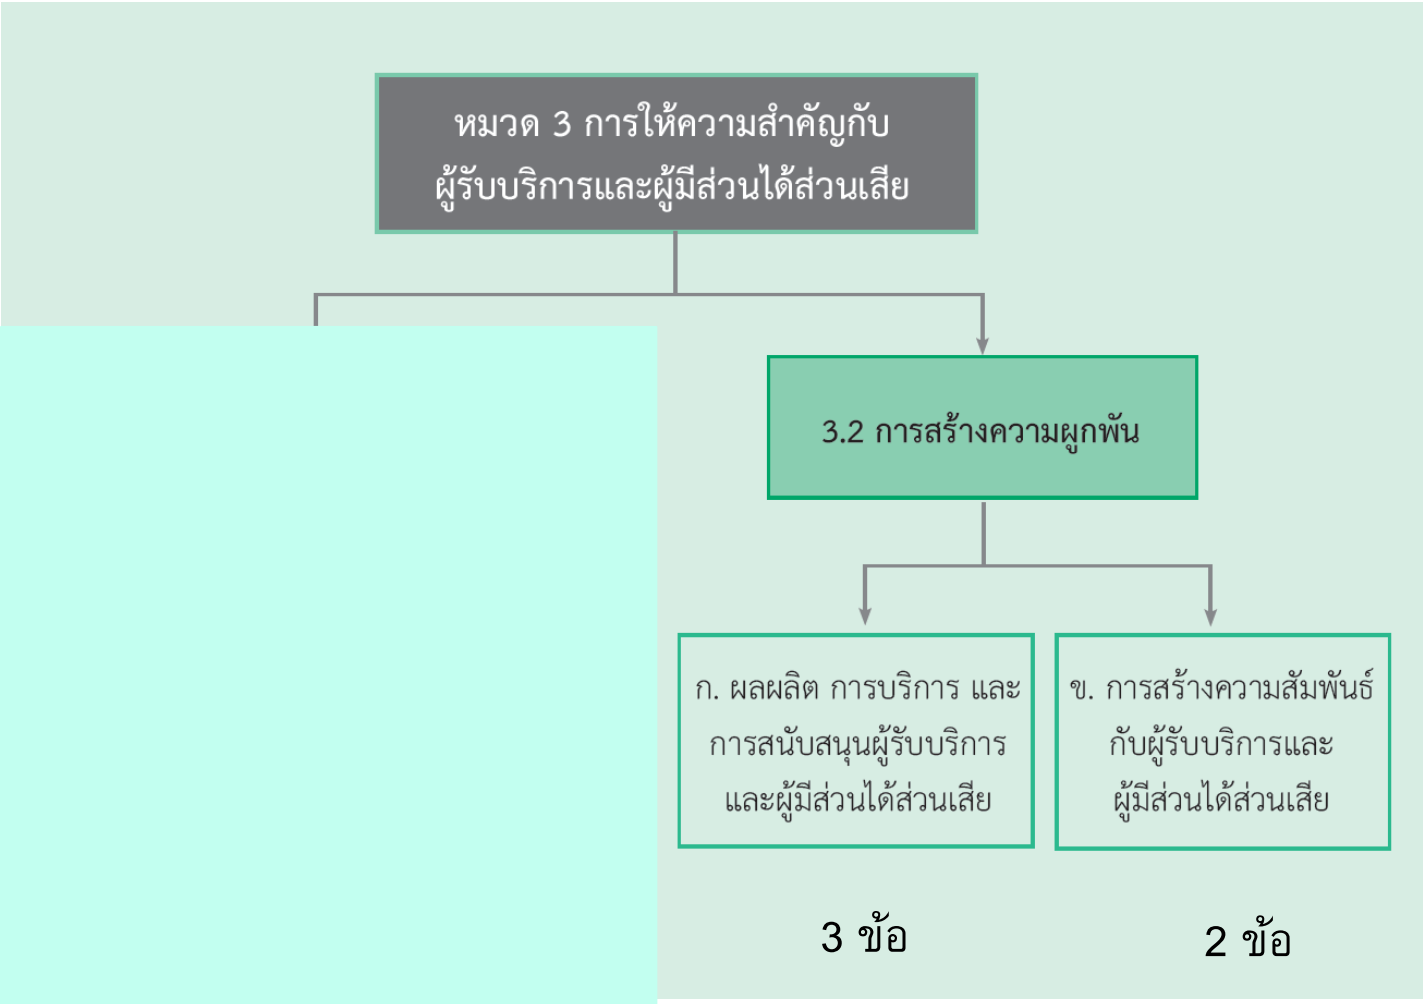 หมวด 3 การให้ความสำคัญกับ
ผู้รับบริการและผู้มีส่วนได้ส่วนเสีย
3.2 การสร้างความผูกพัน
ก. ผลผลิต การบริการ และ
การสนับสนุนผู้รับบริการ
และผู้มีส่วนได้ส่วนเสีย
ข. การสร้างความสัมพันธ์
กับผู้รับบริการและ
ผู้มีส่วนได้ส่วนเสีย
3 ข้อ
2 ข้อ